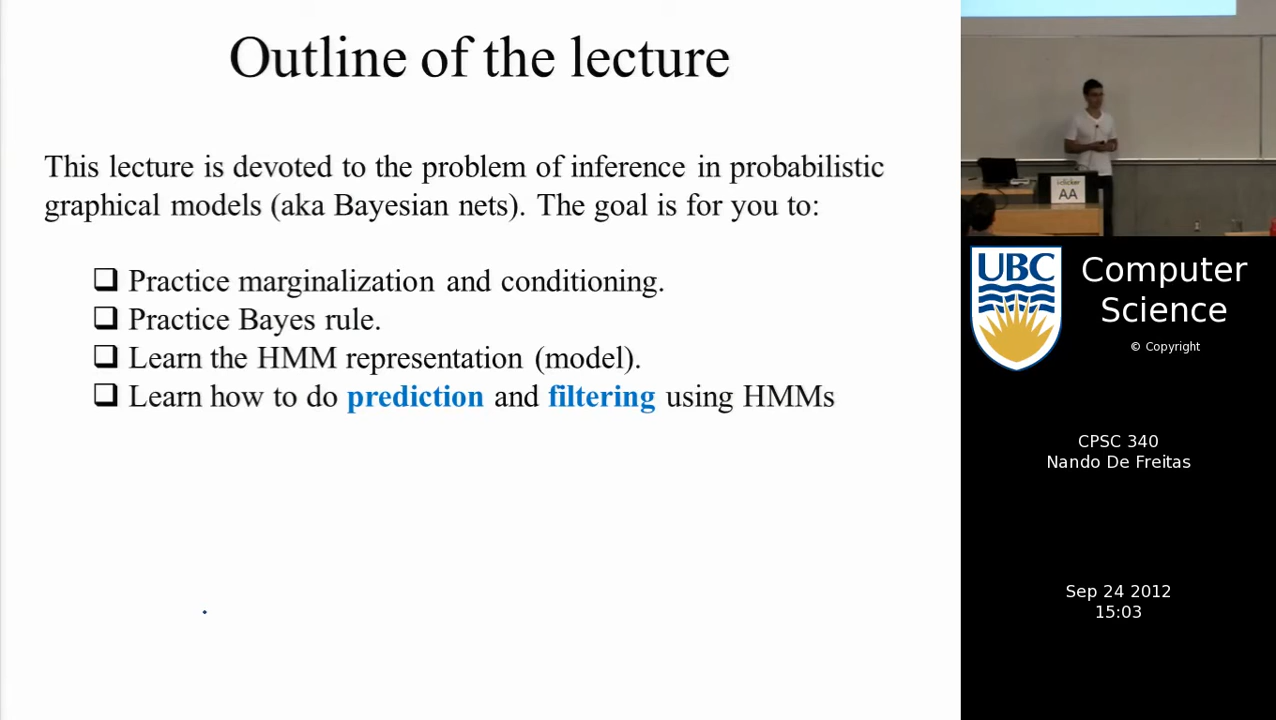 Outline of the lecture
This lecture is devoted to the problem of inference in probabilistic
graphical models (aka Bayesian nets). The goal is for you to:
❑ Practice marginalization and conditioning.
❑ Practice Bayes rule.
❑ Learn the HMM representation (model).
❑ Learn how to do prediction and filtering using HMMs
i-clicker
AA
UBC
Computer
Science
© Copyright
CPSC 340
Nando De Freitas
Sep 24 2012
15:03